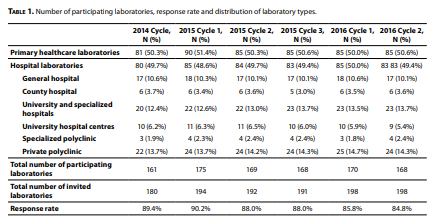 TABLE 1. Number of participating laboratories, response rate and distribution of laboratory types.
2014 Cycle, N (%) 2015 Cycle 1, N (%) 2015 Cycle 2, N (%) 2015 Cycle 3, N (%) 2016 Cycle 1, N (%) 2016 Cycle 2, N (%)
Primary healthcare laboratories 81 (50.3%) 90 (51.4%) 85 (50.3%) 85 (50.6%) 85 (50.0%) 85 (50.6%)
Hospital laboratories 80 (49.7%) 85 (48.6%) 84 (49.7%) 83 (49.4%) 85 (50.0%) 83 83 (49.4%)
General hospital 17 (10.6%) 18 (10.3%) 17 (10.1%) 17 (10.1%) 18 (10.6%) 17 (10.1%)
County hospital 6 (3.7%) 6 (3.4%) 6 (3.6%) 5 (3.0%) 6 (3.5%) 6 (3.6%)
University and specialized hospitals 20 (12.4%) 22 (12.6%) 22 (13.0%) 23 (13.7%) 23 (13.5%) 23 (13.7%)
University hospital centres 10 (6.2%) 11 (6.3%) 11 (6.5%) 10 (6.0%) 10 (5.9%) 9 (5.4%)
Specialized polyclinic 3 (1.9%) 4 (2.3%) 4 (2.4%) 4 (2.4%) 3 (1.8%) 4 (2.4%)
Private polyclinic 22 (13.7%) 24 (13.7%) 24 (14.2%) 24 (14.3%) 25 (14.7%) 24 (14.3%)
Total number of participating laboratories 161 175 169 168 170 168
Total number of invited laboratories 180 194 192 191 198 198
Response rate 89.4% 90.2% 88.0% 88.0% 85.8% 84.8%